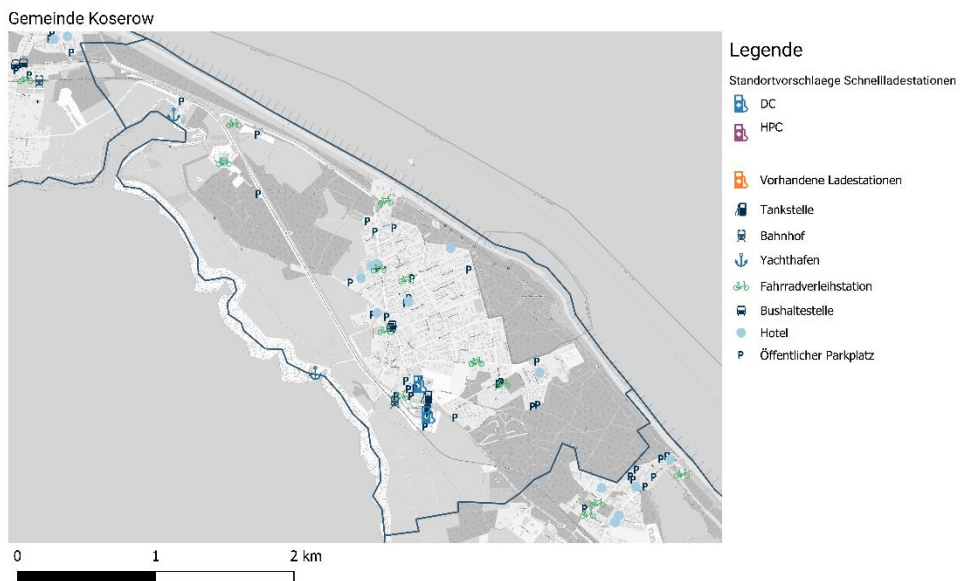 Gemeinde Koserow
Legende
Standortvorschlaege Schnellladestationen
DC
HPC
Vorhandene Ladestationen
Tankstelle
Bahnhof
Yachthafen
Fahrradverleihstation
Bushaltestelle
Hotel
P Öffentlicher Parkplatz
0 1 2 km